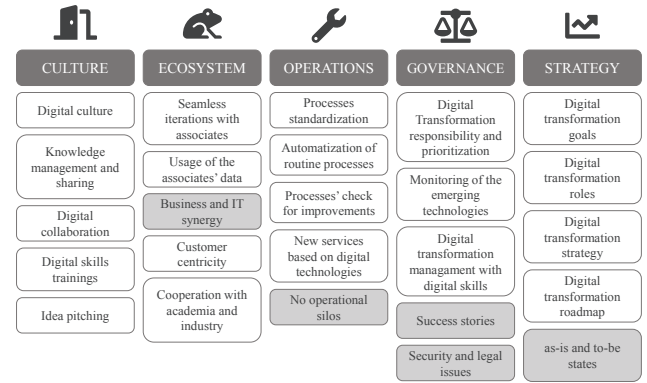 CULTURE
Digital culture
Knowledge
management and
sharing
Digital
collaboration
Digital skills
trainings
Idea pitching
ECOSYSTEM
Seamless
iterations with
associates
Usage of the
associates’ data
Business and IT
synergy
Customer
centricity
Cooperation with
academia and
industry
OPERATIONS
Processes
standardization
Automatization of
routine processes
Processes’ check
for improvements
New services
based on digital
technologies
No operational
silos
GOVERNANCE
Digital
Transformation
responsibility and
prioritization
Monitoring of the
emerging
technologies
Digital
transformation
managament with
digital skills
Success stories
Security and legal
issues
STRATEGY
Digital
transformation
goals
Digital
transformation
roles
Digital
transformation
strategy
Digital
transformation
roadmap
as-is and to-be
states